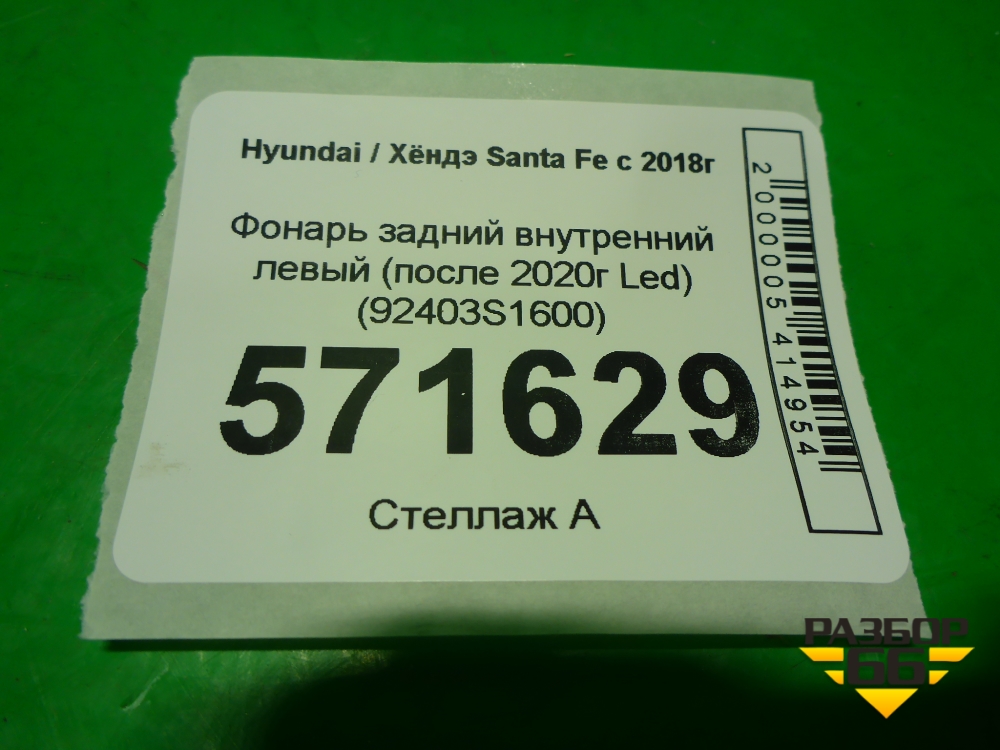 Hyundai / Хёндэ Santa Fe с 2018г
Фонарь задний внутренний
левый (после 2020г Led)
(92403S1600)
571629
Стеллаж А
2000005414954
РАЗБОР
66